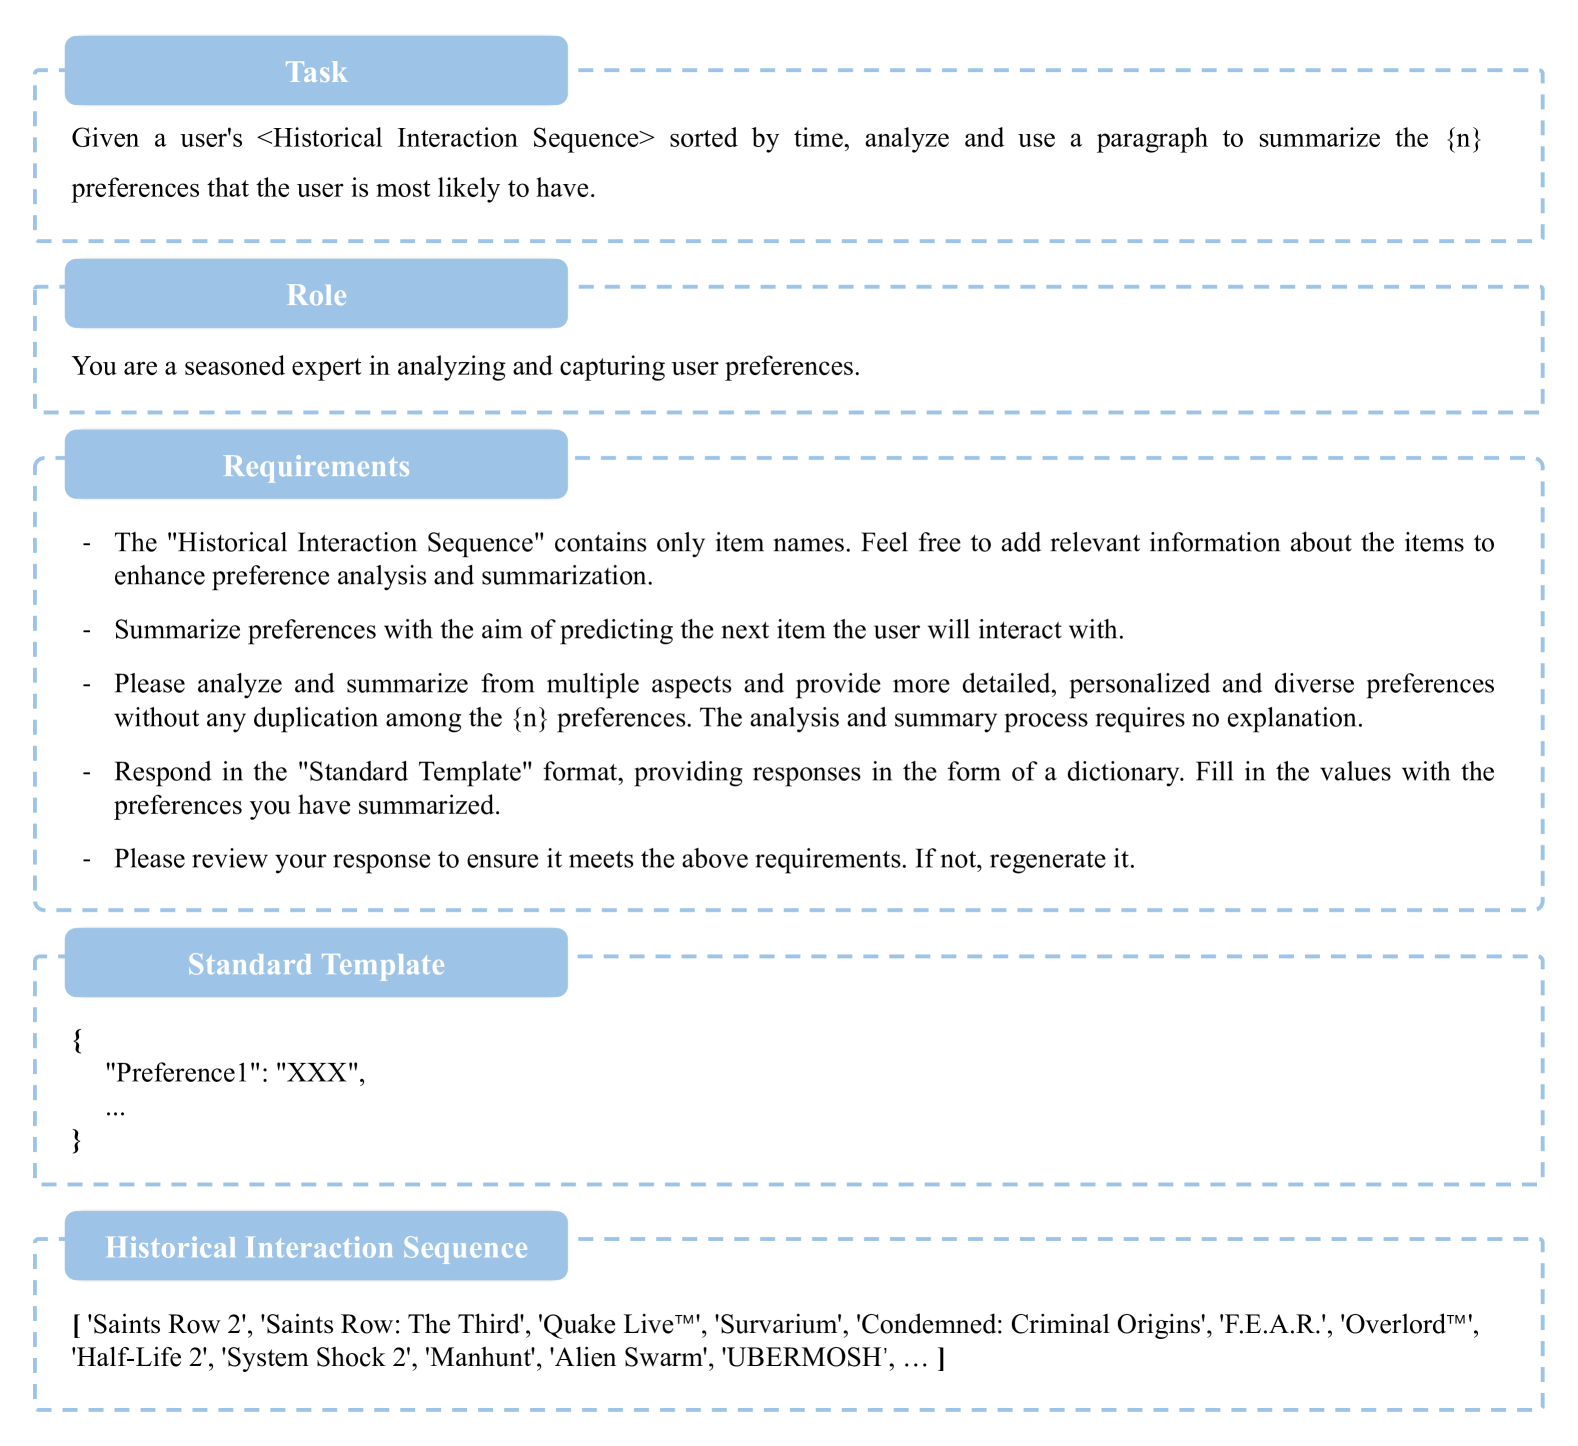 Task
Given a user's <Historical Interaction Sequence> sorted by time, analyze and use a paragraph to summarize the {n}
preferences that the user is most likely to have.
Role
You are a seasoned expert in analyzing and capturing user preferences.
Requirements
- The "Historical Interaction Sequence" contains only item names. Feel free to add relevant information about the items to
enhance preference analysis and summarization.
- Summarize preferences with the aim of predicting the next item the user will interact with.
- Please analyze and summarize from multiple aspects and provide more detailed, personalized and diverse preferences
without any duplication among the {n} preferences. The analysis and summary process requires no explanation.
- Respond in the "Standard Template" format, providing responses in the form of a dictionary. Fill in the values with the
preferences you have summarized.
- Please review your response to ensure it meets the above requirements. If not, regenerate it.
Standard Template
{
"Preference1": "XXX",
...
}
Historical Interaction Sequence
[ 'Saints Row 2', 'Saints Row: The Third', 'Quake Live™', 'Survarium', 'Condemned: Criminal Origins', 'F.E.A.R.', 'Overlord™',
'Half-Life 2', 'System Shock 2', 'Manhunt', 'Alien Swarm', 'UBERMOSH', … ]